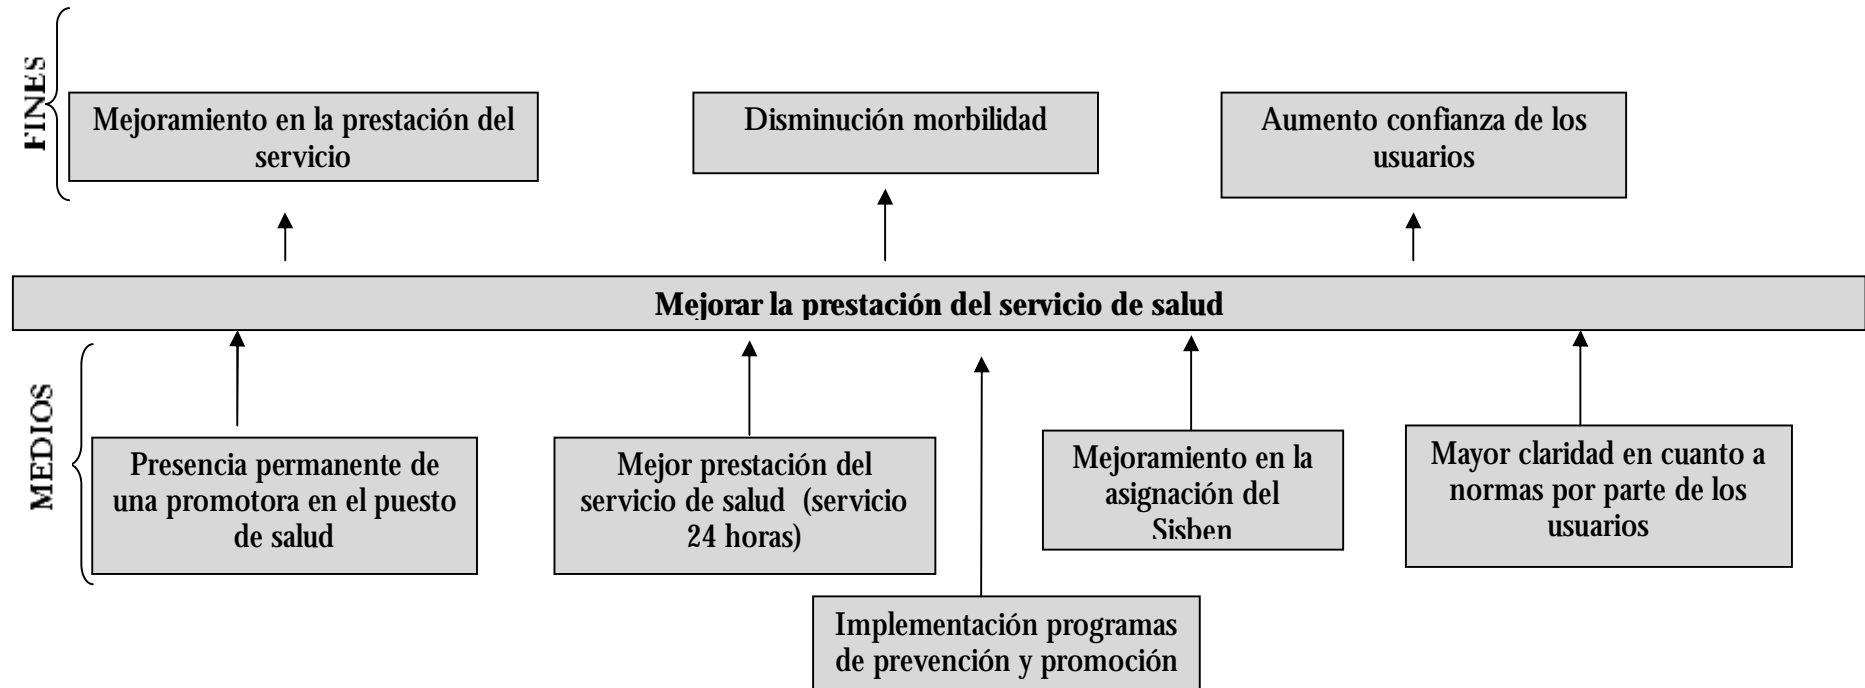 FINES
Mejoramiento en la prestación del
servicio
Disminución morbilidad
Aumento confianza de los
usuarios
Mejorar la prestación del servicio de salud
MEDIOS
Presencia permanente de
una promotora en el puesto
de salud
Mejor prestación del
servicio de salud (servicio
24 horas)
Mejoramiento en la
asignación del
Sisben
Mayor claridad en cuanto a
normas por parte de los
usuarios
Implementación programas
de prevención y promoción